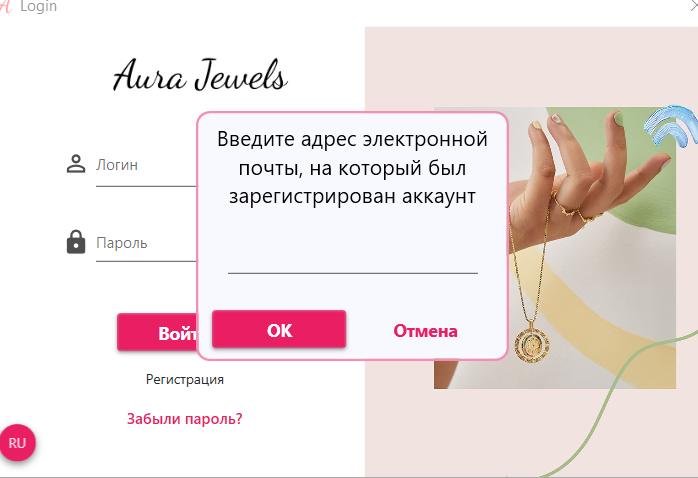 Login
Aura Jewels
Введите адрес электронной
почты, на который был
зарегистрирован аккаунт
Логин
Пароль
OK
Отмена
Войт
Регистрация
Забыли пароль?
RU